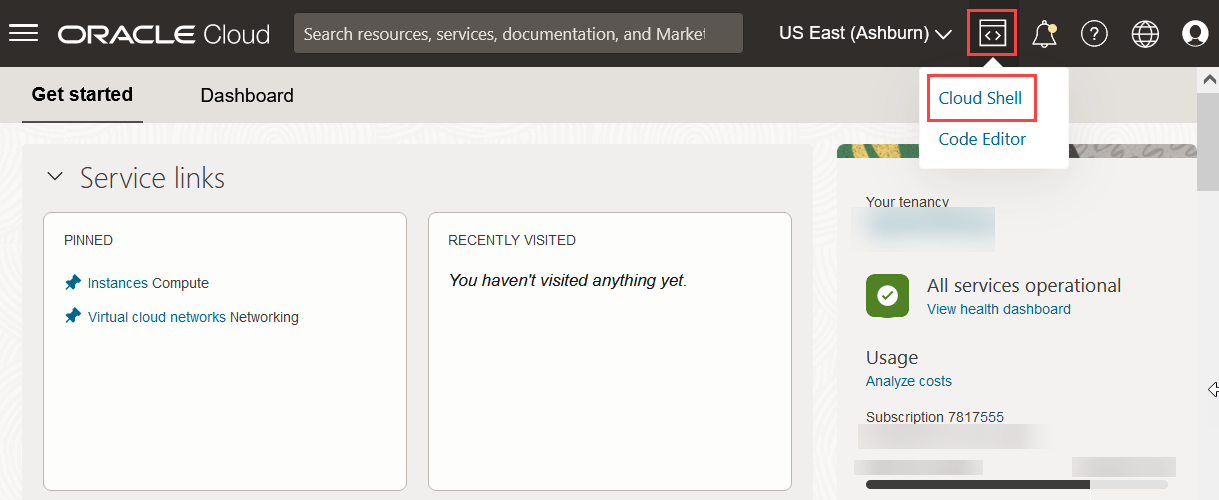 ORACLE Cloud
Search resources, services, documentation, and Market
US East (Ashburn)
Get started
Dashboard
Cloud Shell
Code Editor
Service links
PINNED
Instances Compute
Virtual cloud networks Networking
RECENTLY VISITED
You haven't visited anything yet.
Your tenancy
All services operational
View health dashboard
Usage
Analyze costs
Subscription 7817555